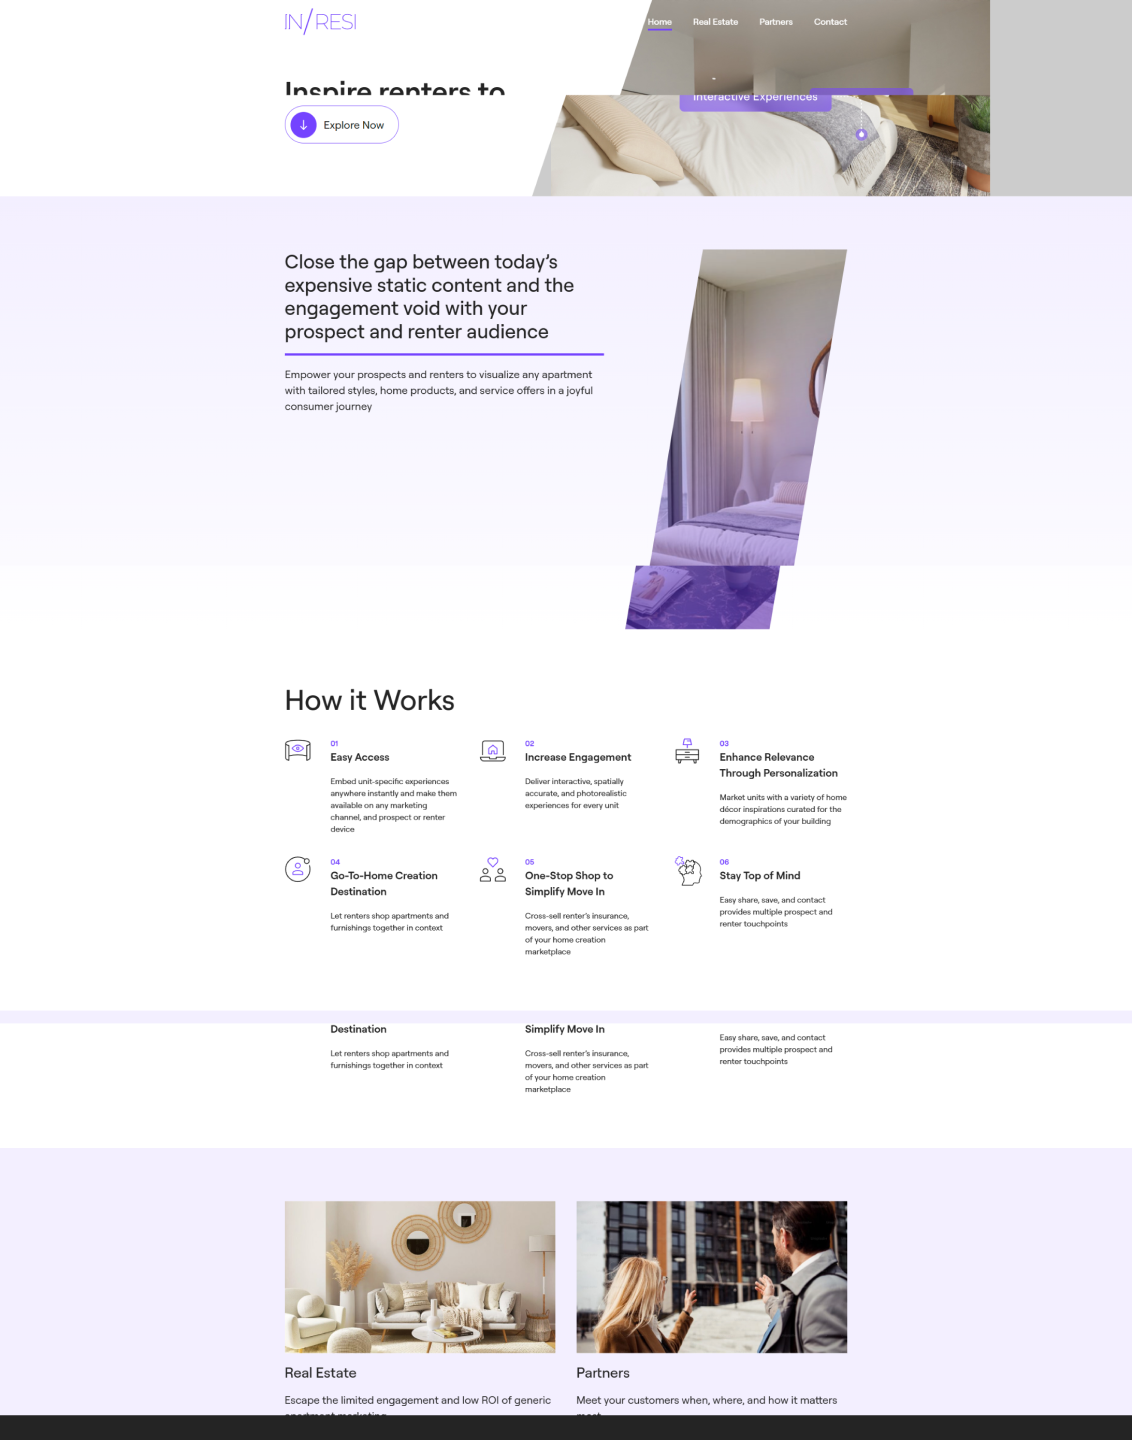 IN/RESI
Home Real Estate Partners Contact
Inspire renters to
Interactive Experiences
Explore Now
Close the gap between today’s
expensive static content and the
engagement void with your
prospect and renter audience
Empower your prospects and renters to visualize any apartment
with tailored styles, home products, and service offers in a joyful
consumer journey
How it Works
01
Easy Access
Embed unit-specific experiences
anywhere instantly and make them
available on any marketing
channel, and prospect or renter
device
02
Increase Engagement
Deliver interactive, spatially
accurate, and photorealistic
experiences for every unit
03
Enhance Relevance
Through Personalization
Market units with a variety of home
décor inspirations curated for the
demographics of your building
04
Go-To-Home Creation
Destination
Let renters shop apartments and
furnishings together in context
05
One-Stop Shop to
Simplify Move In
Cross-sell renter’s insurance,
movers, and other services as part
of your home creation
marketplace
06
Stay Top of Mind
Easy share, save, and contact
provides multiple prospect and
renter touchpoints
Destination
Let renters shop apartments and
furnishings together in context
Simplify Move In
Cross-sell renter’s insurance,
movers, and other services as part
of your home creation
marketplace
Easy share, save, and contact
provides multiple prospect and
renter touchpoints
Real Estate
Escape the limited engagement and low ROI of generic
Partners
Meet your customers when, where, and how it matters